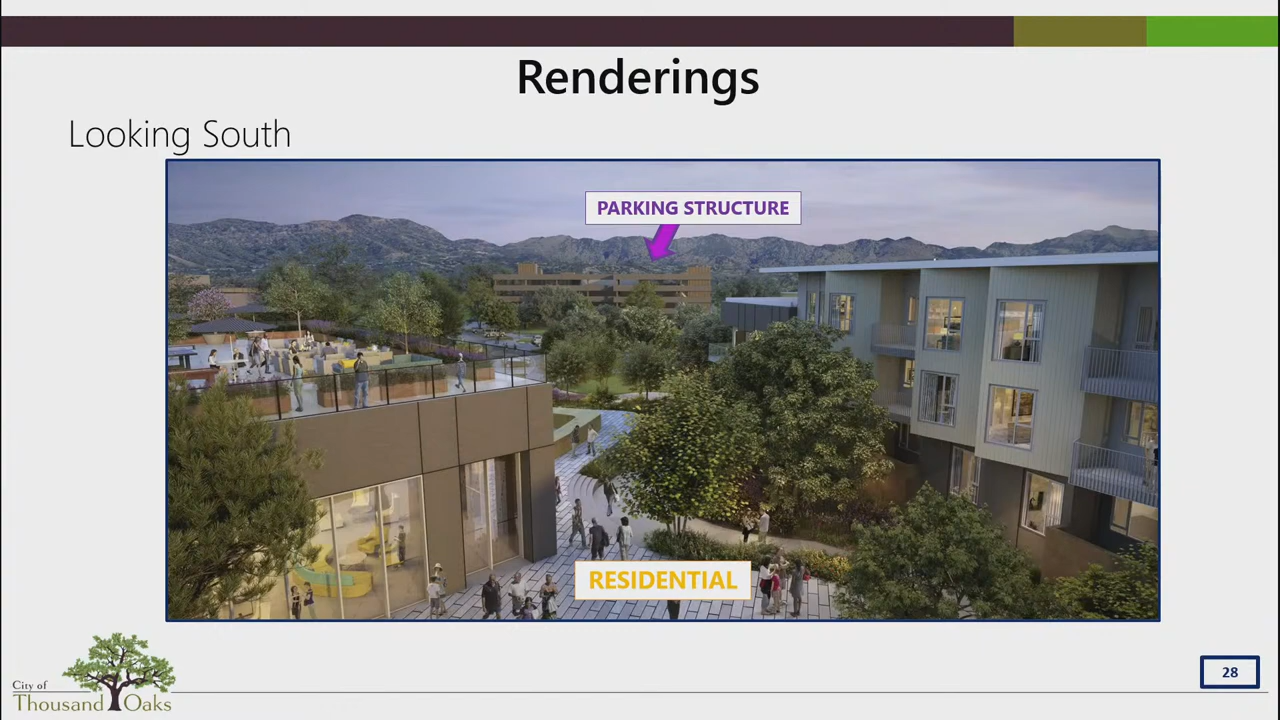 Renderings
Looking South
PARKING STRUCTURE
RESIDENTIAL
28
City of
Thousand Oaks